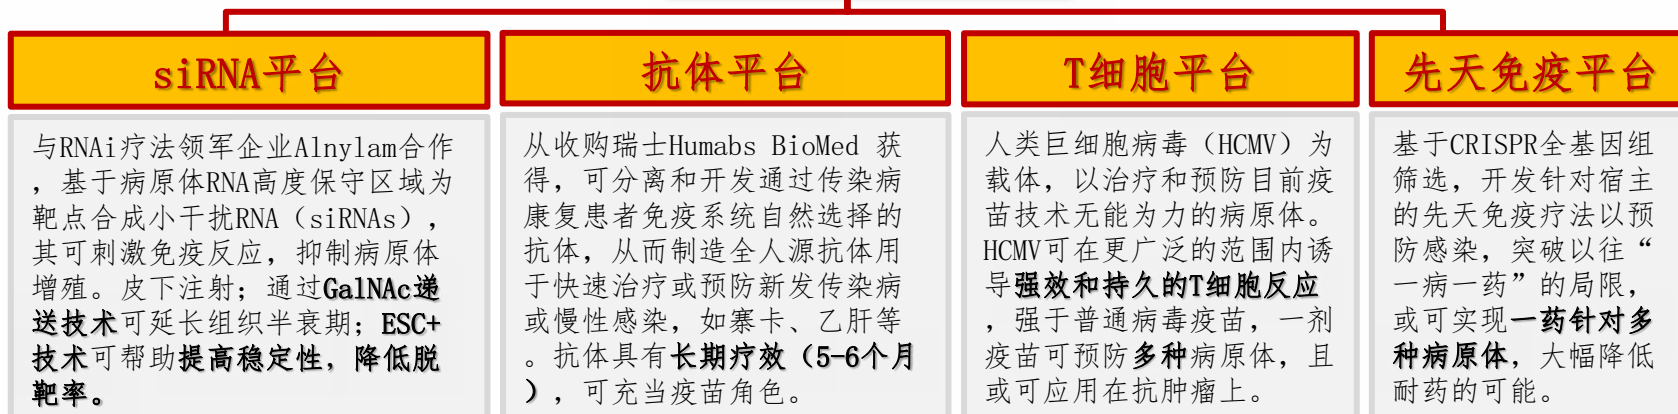 siRNA平台
与RNAi疗法领军企业Alnylam合作
，基于病原体RNA高度保守区域为
靶点合成小干扰RNA（siRNAs），
其可刺激免疫反应，抑制病原体
增殖。皮下注射；通过GalNAc递
送技术可延长组织半衰期；ESC+
技术可帮助提高稳定性，降低脱
靶率。
抗体平台
从收购瑞士Humabs BioMed 获
得，可分离和开发通过传染病
康复患者免疫系统自然选择的
抗体，从而制造全人源抗体用
于快速治疗或预防新发传染病
或慢性感染，如寨卡、乙肝等
。抗体具有长期疗效（5-6个月
），可充当疫苗角色。
T细胞平台
人类巨细胞病毒（HCMV）为
载体，以治疗和预防目前疫
苗技术无能为力的病原体。
HCMV可在更广泛的范围内诱
导强效和持久的T细胞反应
，强于普通病毒疫苗，一剂
疫苗可预防多种病原体，且
或可应用在抗肿瘤上。
先天免疫平台
基于CRISPR全基因组
筛选，开发针对宿主
的先天免疫疗法以预
防感染，突破以往“
一病一药”的局限，
或可实现一药针对多
种病原体，大幅降低
耐药的可能。